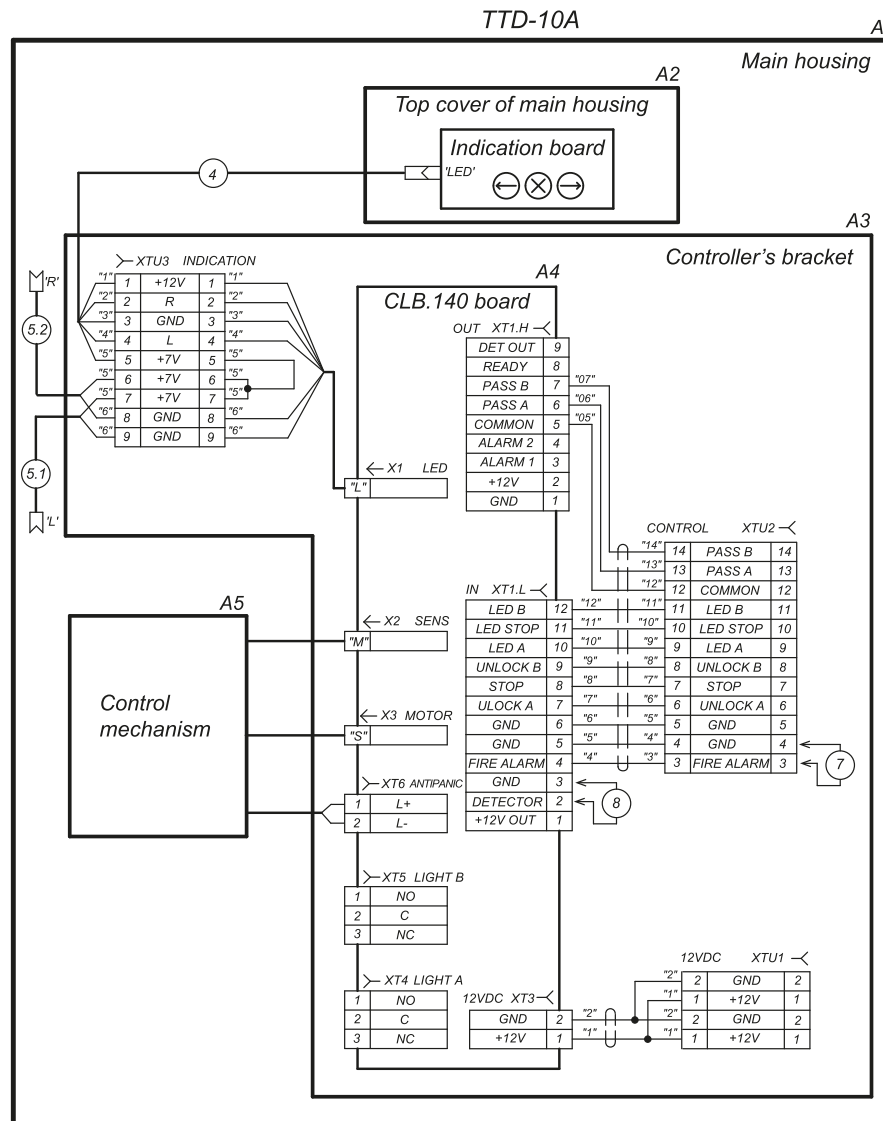 TTD-10A
A
Main housing
A2
Top cover of main housing
Indication board
'LED'
4
A3
Controller's bracket
XTU3 INDICATION
"1" 1 +12V 1 "1"
"2" 2 R 2 "2"
"3" 3 GND 3 "3"
"4" 4 L 4 "4"
"5" 5 +7V 5 "5"
"5" 6 +7V 6 "5"
"5" 7 +7V 7 "5"
"6" 8 GND 8 "6"
"6" 9 GND 9 "6"
'R'
5.2
5.1
'L'
A4
CLB.140 board
OUT XT1.H
DET OUT 9
READY 8
PASS B 7 "07"
PASS A 6 "06"
COMMON 5 "05"
ALARM 2 4
ALARM 1 3
+12V 2
GND 1
X1 LED
"L"
CONTROL XTU2
"14" 14 PASS B 14
"13" 13 PASS A 13
"12" 12 COMMON 12
"11" 11 LED B 11
"10" 10 LED STOP 10
"9" 9 LED A 9
"8" 8 UNLOCK B 8
"7" 7 STOP 7
"6" 6 UNLOCK A 6
"5" 5 GND 5
"4" 4 GND 4
"3" 3 FIRE ALARM 3
7
IN XT1.L
LED B 12 "12"
LED STOP 11 "11"
LED A 10 "10"
UNLOCK B 9 "9"
STOP 8 "8"
ULOCK A 7 "7"
GND 6 "6"
GND 5 "5"
FIRE ALARM 4 "4"
GND 3
DETECTOR 2
+12V OUT 1
8
A5
Control
mechanism
X2 SENS
"M"
X3 MOTOR
"S"
XT6 ANTIPANIC
1 L+
2 L-
XT5 LIGHT B
1 NO
2 C
3 NC
XT4 LIGHT A
1 NO
2 C
3 NC
12VDC XT3
GND 2 "2"
+12V 1 "1"
12VDC XTU1
"2" 2 GND 2
"1" 1 +12V 1
"2" 2 GND 2
"1" 1 +12V 1